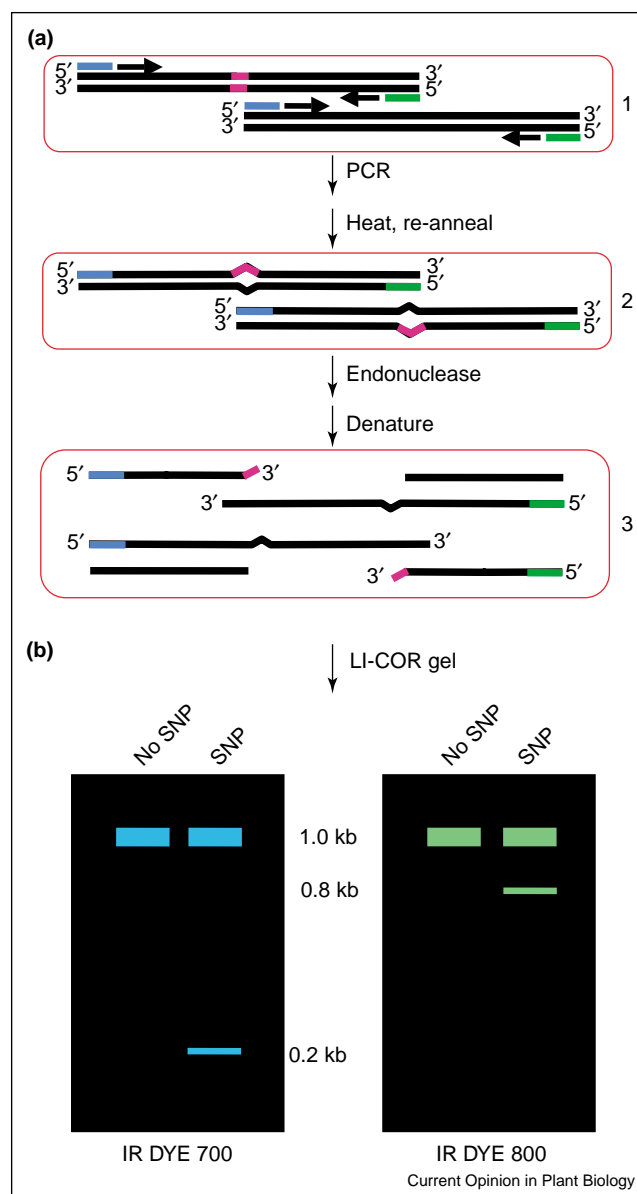 (a)
5′ 3′
3′ 5′
5′ 3′
3′ 5′
1
PCR
Heat, re-anneal
5′ 3′
3′ 5′
5′ 3′
3′ 5′
2
Endonuclease
Denature
5′ 3′
3′ 5′
5′ 3′
3′ 5′
3
(b)
LI-COR gel
No SNP SNP
No SNP SNP
1.0 kb
0.8 kb
0.2 kb
IR DYE 700
IR DYE 800
Current Opinion in Plant Biology